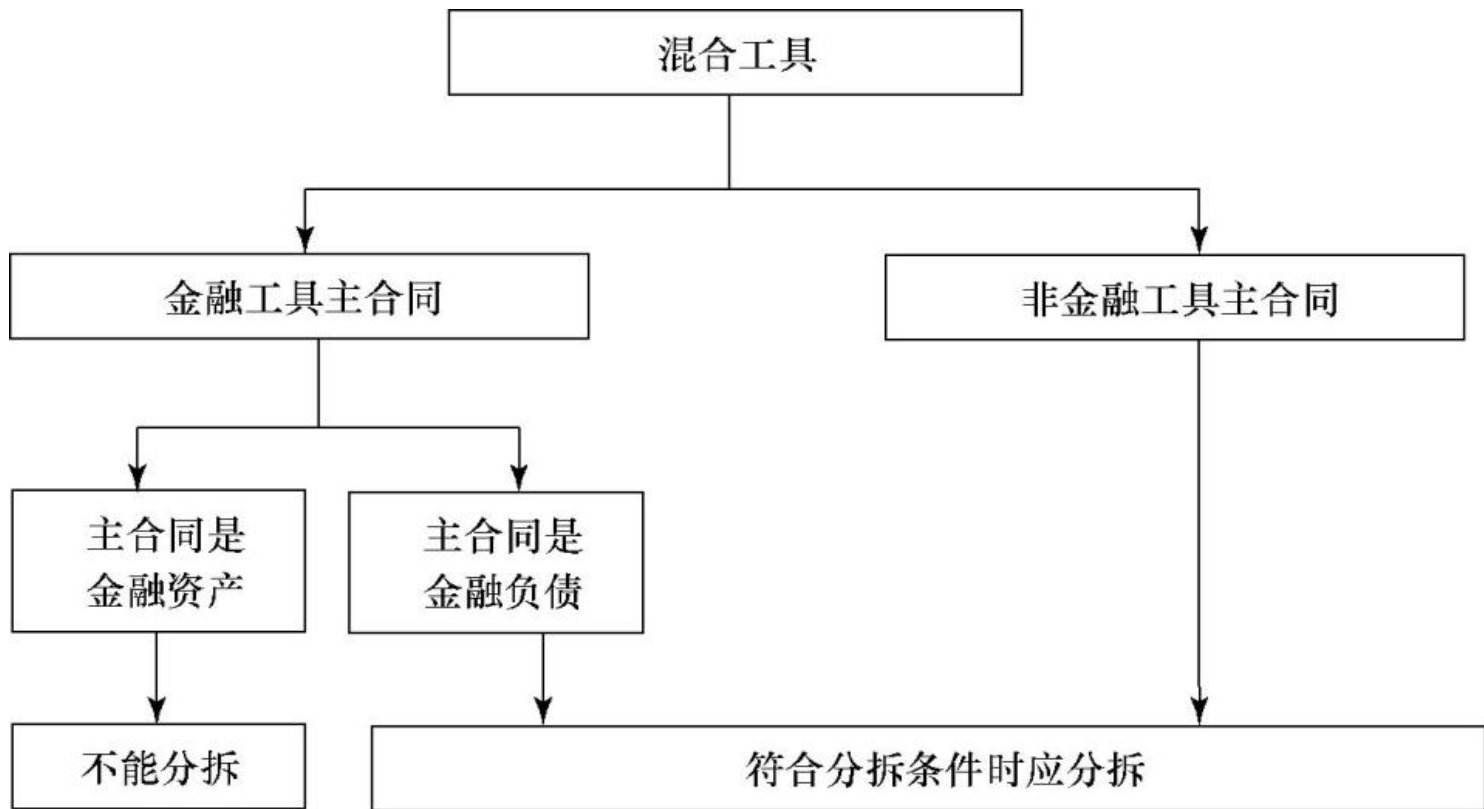 混合工具
金融工具主合同
非金融工具主合同
主合同是
金融资产
主合同是
金融负债
不能分拆
符合分拆条件时应分拆